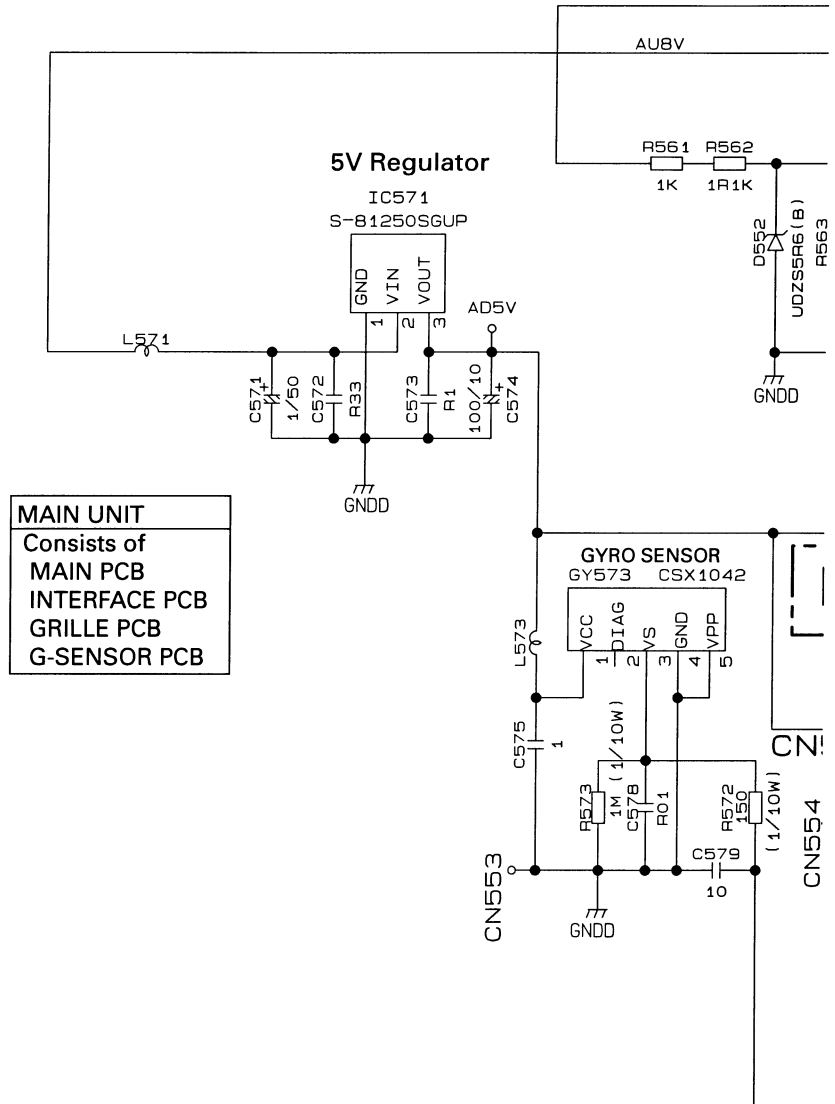 AU8V
R561 R562
1K 1R1K
D552
UDZS5R6(B)
R563
GNDD
5V Regulator
IC571
S-81250SGUP
GND VIN VOUT
1 2 3
AD5V
L571
C571
1/50
C572
R33
C573
R1
100/10
C574
GNDD
MAIN UNIT
Consists of
MAIN PCB
INTERFACE PCB
GRILLE PCB
G-SENSOR PCB
GYRO SENSOR
GY573 CSX1042
VCC DIAG VS GND VPP
1 2 3 4 5
L573
C575
1
R573
1M (1/10W)
C578
R01
R572
150
(1/10W)
C579
10
CN553
GNDD
CN554